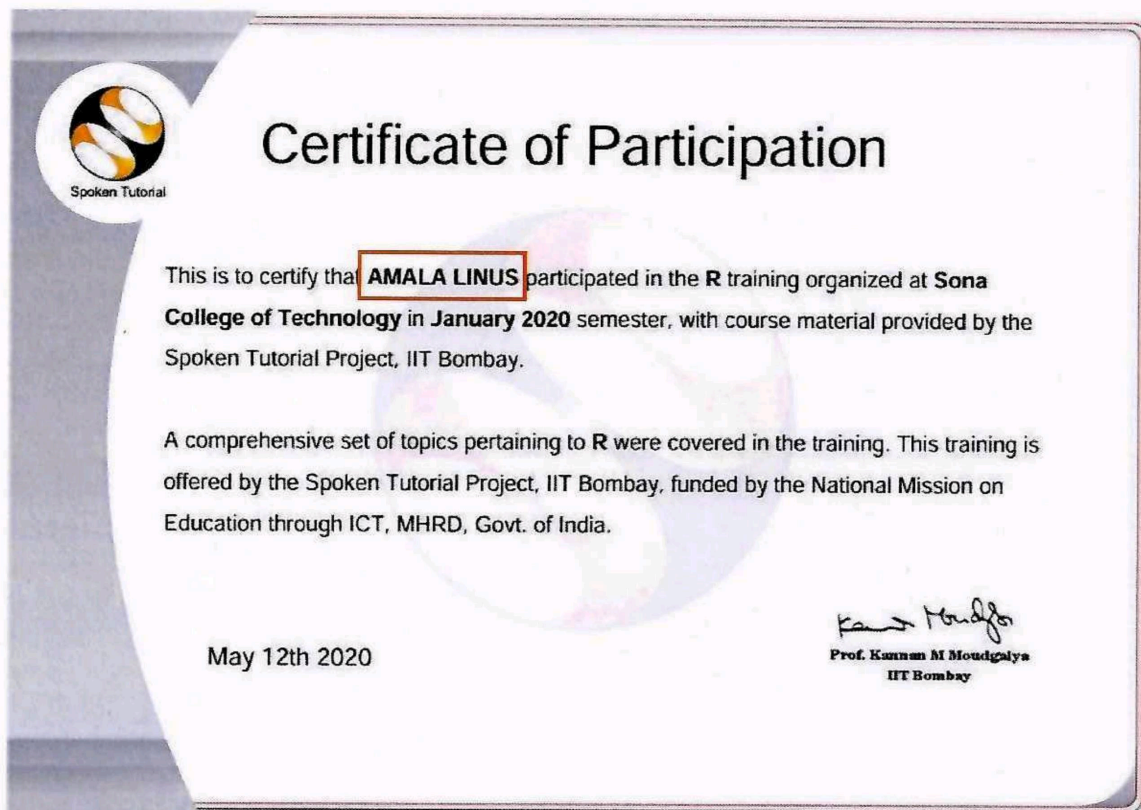 Spoken Tutorial
Certificate of Participation
This is to certify that AMALA LINUS participated in the R training organized at Sona
College of Technology in January 2020 semester, with course material provided by the
Spoken Tutorial Project, IIT Bombay.
A comprehensive set of topics pertaining to R were covered in the training. This training is
offered by the Spoken Tutorial Project, IIT Bombay, funded by the National Mission on
Education through ICT, MHRD, Govt. of India.
May 12th 2020
Prof. Kannan M Moudgalya
IIT Bombay